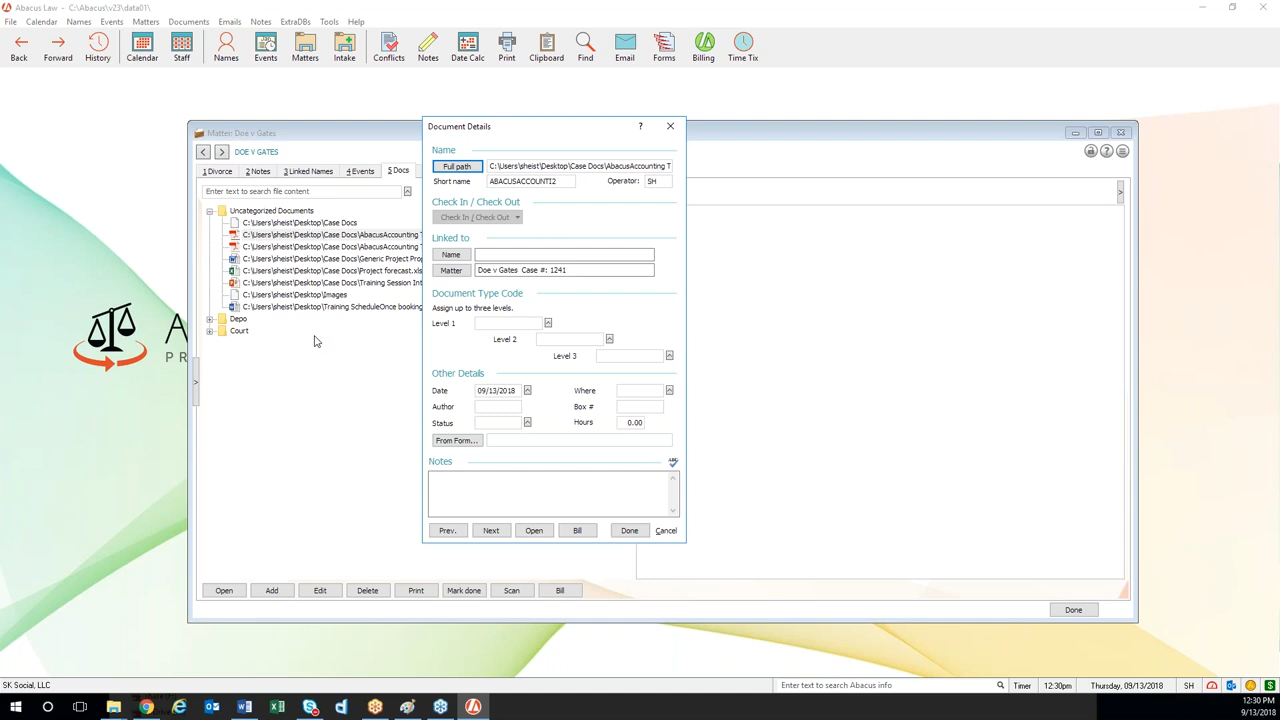 Abacus Law - C:\Abacus\v23\data01\
File Calendar Names Events Matters Documents Emails Notes ExtraDBs Tools Help
Back Forward History Calendar Staff Names Events Matters Intake Conflicts Notes Date Calc Print Clipboard Find Email Forms Billing Time Tix
Matter: Doe v Gates
DOE V GATES
1 Divorce 2 Notes 3 Linked Names 4 Events 5 Docs
Enter text to search file content
Uncategorized Documents
C:\Users\sheist\Desktop\Case Docs
C:\Users\sheist\Desktop\Case Docs\AbacusAccounting
C:\Users\sheist\Desktop\Case Docs\AbacusAccounting
C:\Users\sheist\Desktop\Case Docs\Generic Project Pro
C:\Users\sheist\Desktop\Case Docs\Project forecast.xls
C:\Users\sheist\Desktop\Case Docs\Training Session Int
C:\Users\sheist\Desktop\Images
C:\Users\sheist\Desktop\Training ScheduleOnce booking
Depo
Court
Document Details
Name
Full path C:\Users\sheist\Desktop\Case Docs\AbacusAccounting T
Short name ABACUSACCOUNTI2 Operator: SH
Check In / Check Out
Check In / Check Out
Linked to
Name
Matter Doe v Gates Case #: 1241
Document Type Code
Assign up to three levels.
Level 1
Level 2
Level 3
Other Details
Date 09/13/2018 Where
Author Box #
Status Hours 0.00
From Form...
Notes
ABC
Prev. Next Open Bill Done Cancel
Open Add Edit Delete Print Mark done Scan Bill
Done
A
PR
SK Social, LLC Enter text to search Abacus info Timer 12:30pm Thursday, 09/13/2018 SH
12:30 PM
9/13/2018